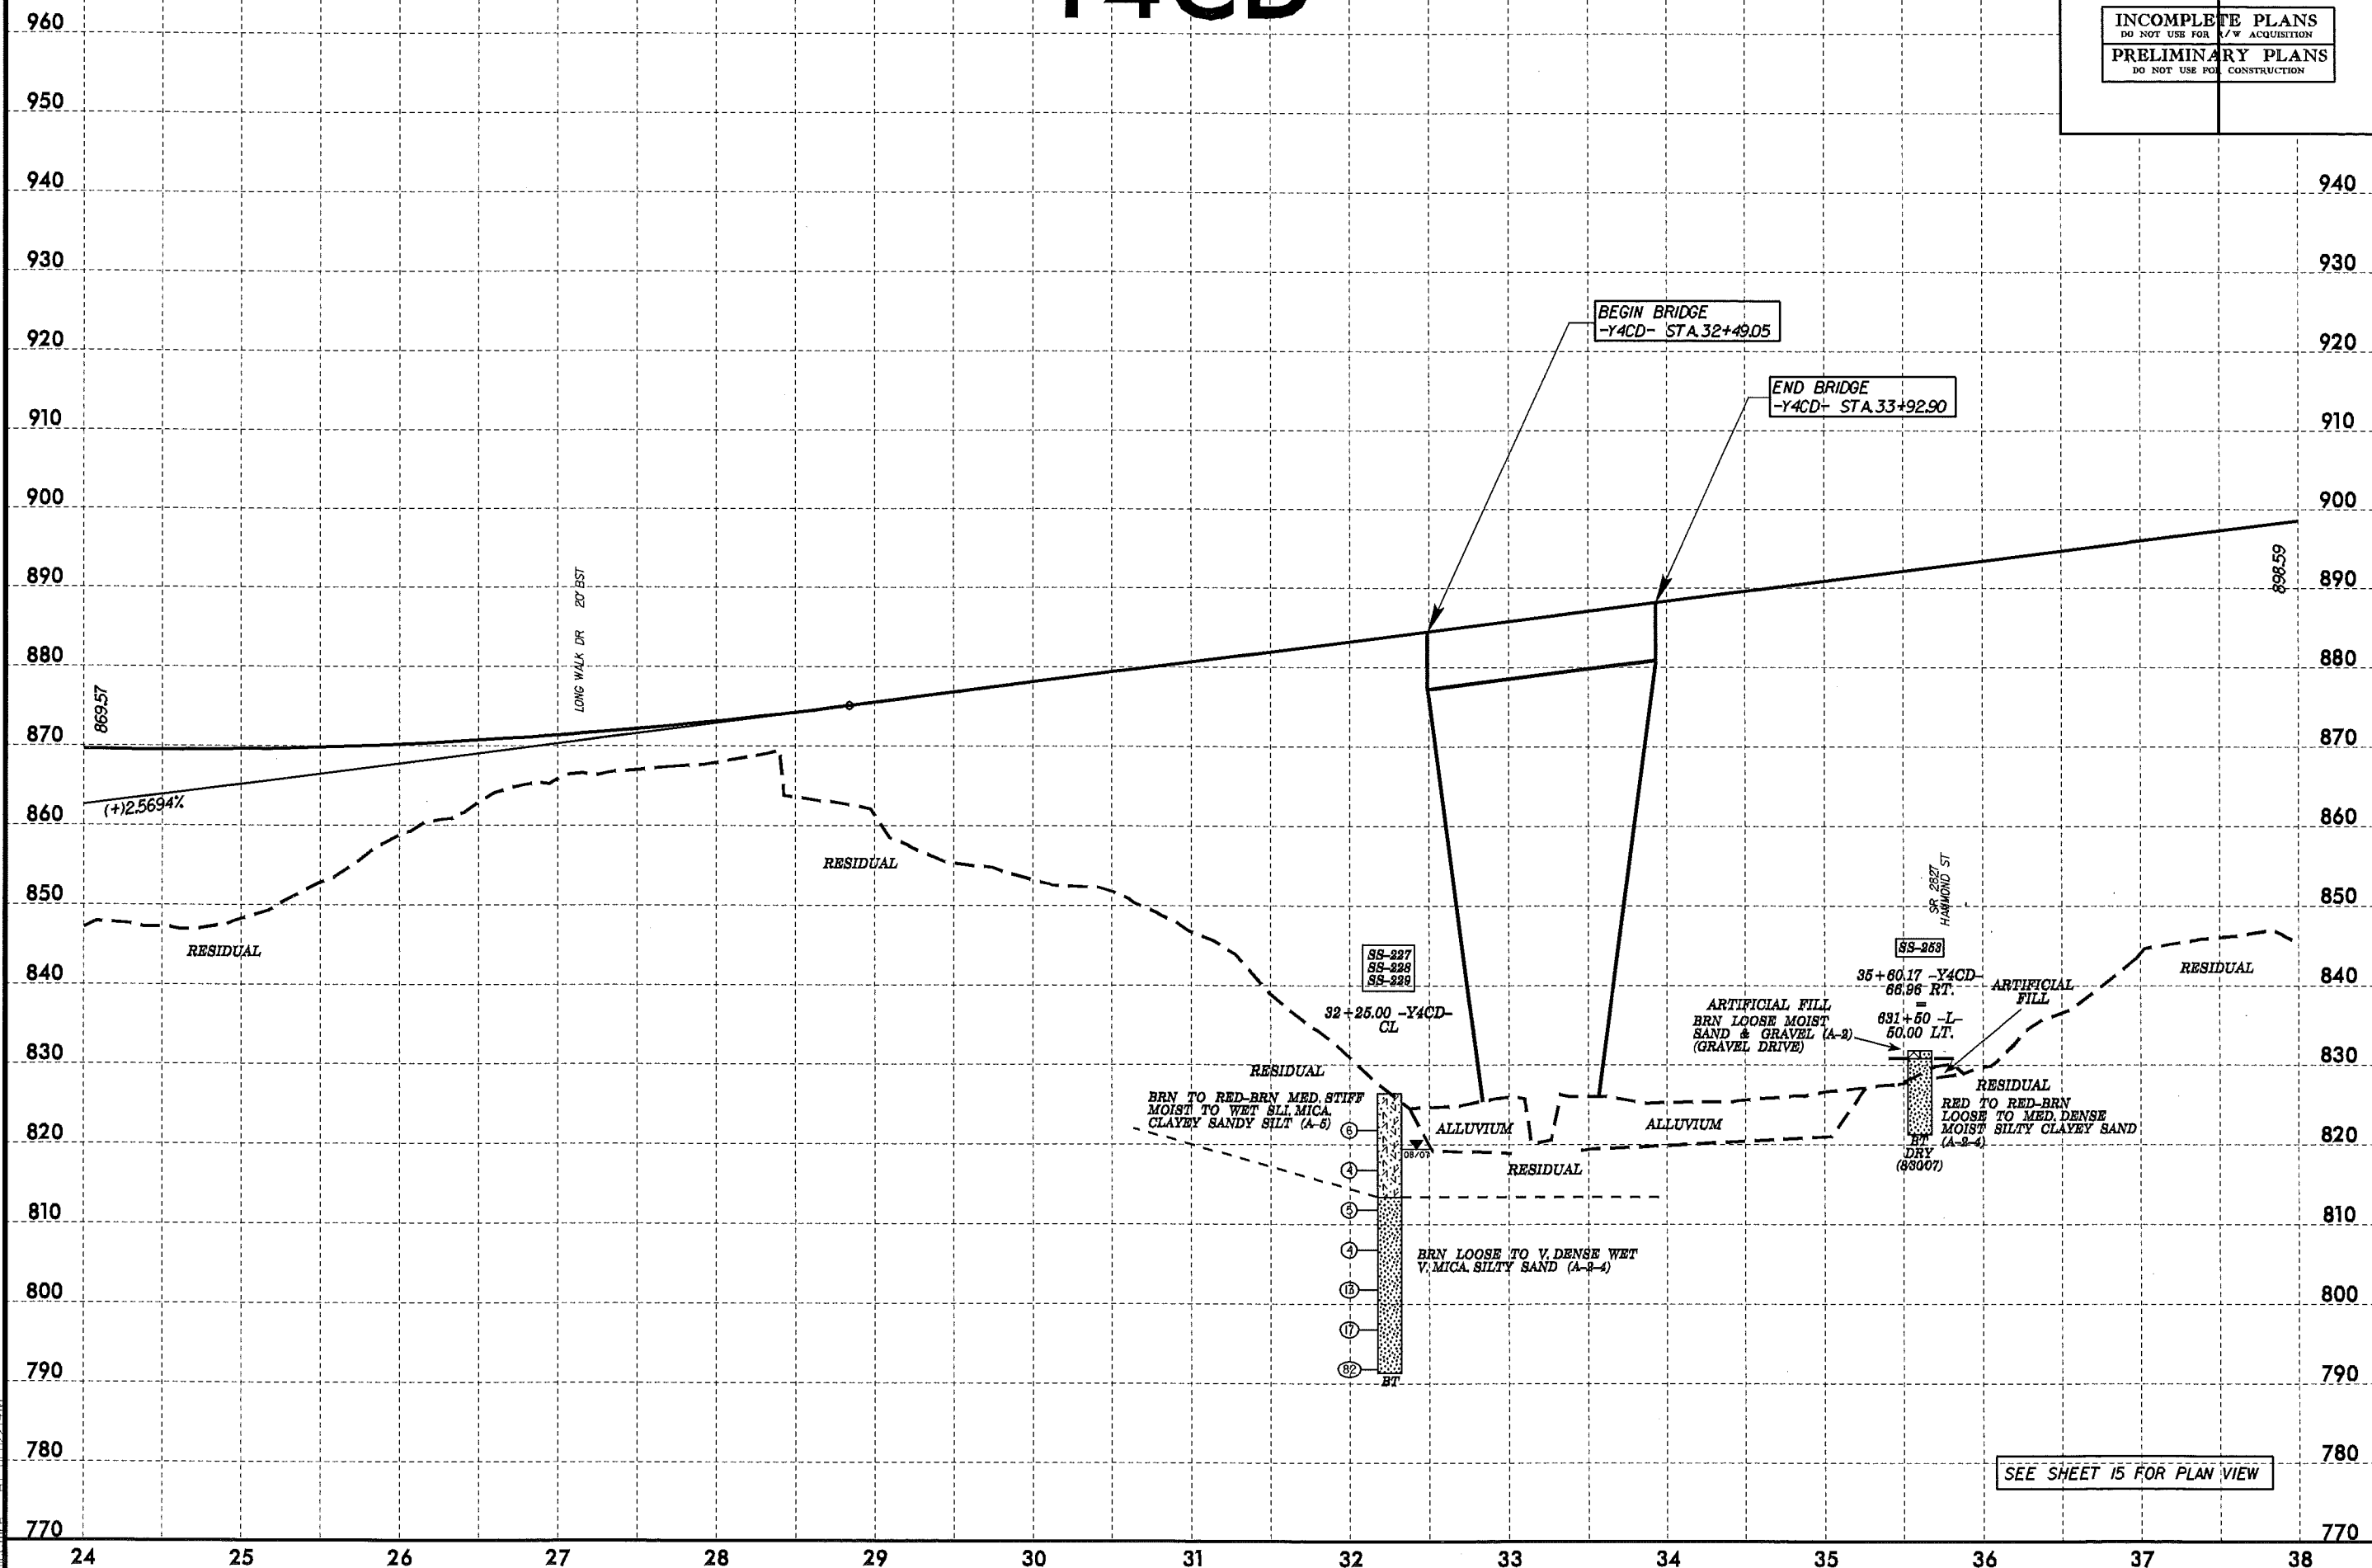 Y4CD
INCOMPLETE PLANS
DO NOT USE FOR R/W ACQUISITION
PRELIMINARY PLANS
DO NOT USE FOR CONSTRUCTION
960
950
940
930
920
910
900
890
880
870
860
850
840
830
820
810
800
790
780
770
940
930
920
910
900
890
880
870
860
850
840
830
820
810
800
790
780
770
BEGIN BRIDGE
-Y4CD- STA.32+49.05
END BRIDGE
-Y4CD- STA.33+92.90
869.57
(+)2.5694%
LONG WALK DR 20' BST
898.59
RESIDUAL
RESIDUAL
SS-227
SS-228
SS-229
32+25.00 -Y4CD-
CL
RESIDUAL
BRN TO RED-BRN MED. STIFF
MOIST TO WET SLI. MICA.
CLAYEY SANDY SILT (A-5)
6
4
5
4
13
17
82
BT
08/07
ALLUVIUM
RESIDUAL
ALLUVIUM
BRN LOOSE TO V. DENSE WET
V. MICA. SILTY SAND (A-2-4)
SR 2827
HAMMOND ST
SS-253
35+60.17 -Y4CD-
66.96 RT.
=
631+50 -L-
50.00 LT.
ARTIFICIAL FILL
BRN LOOSE MOIST
SAND & GRAVEL (A-2)
(GRAVEL DRIVE)
ARTIFICIAL
FILL
RESIDUAL
RESIDUAL
RED TO RED-BRN
LOOSE TO MED. DENSE
MOIST SILTY CLAYEY SAND
(A-2-4)
BT
DRY
(8/30/07)
SEE SHEET 15 FOR PLAN VIEW
24 25 26 27 28 29 30 31 32 33 34 35 36 37 38